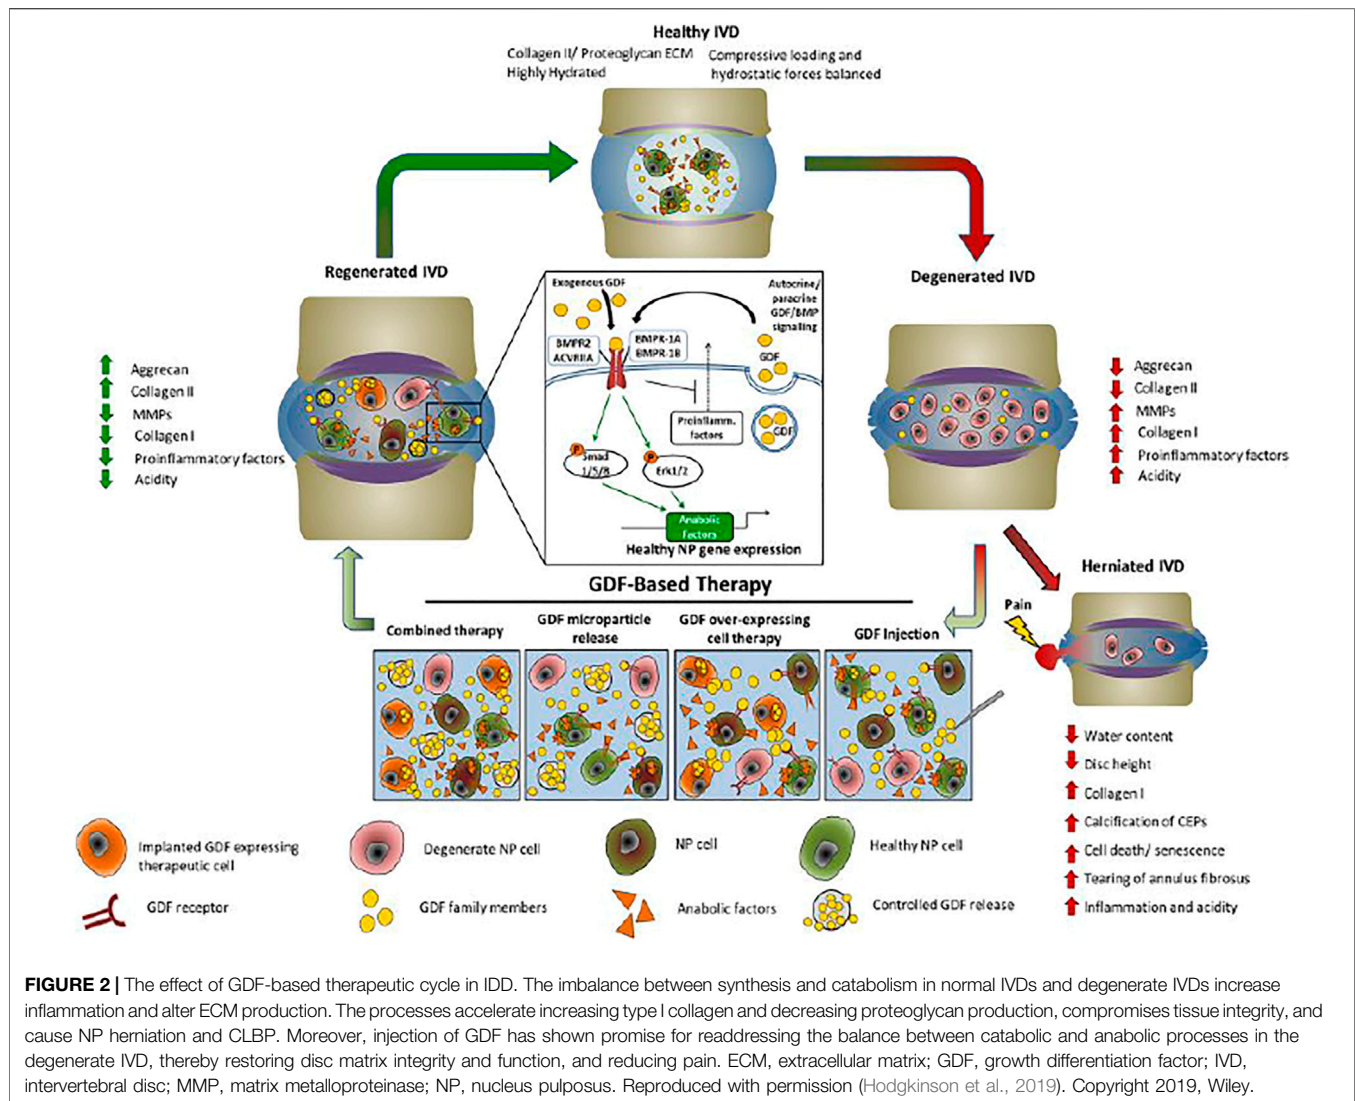 Healthy IVD
Collagen II/ Proteoglycan ECM
Highly Hydrated
Compressive loading and
hydrostatic forces balanced
Regenerated IVD
Degenerated IVD
Aggrecan
Collagen II
MMPs
Collagen I
Proinflammatory factors
Acidity
Exogenous GDF
Autocrine/
paracrine
GDF/BMP
signalling
BMPR2
ACVRIIA
BMPR-1A
BMPR-1B
GDF
Proinflamm.
factors
GDF
P
Smad
1/5/8
P
Erk1/2
Anabolic
Factors
Healthy NP gene expression
Aggrecan
Collagen II
MMPs
Collagen I
Proinflammatory factors
Acidity
GDF-Based Therapy
Combined therapy
GDF microparticle
release
GDF over-expressing
cell therapy
GDF Injection
Herniated IVD
Pain
Water content
Disc height
Collagen I
Calcification of CEPs
Cell death/ senescence
Tearing of annulus fibrosus
Inflammation and acidity
Implanted GDF expressing
therapeutic cell
Degenerate NP cell
NP cell
Healthy NP cell
GDF receptor
GDF family members
Anabolic factors
Controlled GDF release
FIGURE 2 | The effect of GDF-based therapeutic cycle in IDD. The imbalance between synthesis and catabolism in normal IVDs and degenerate IVDs increase
inflammation and alter ECM production. The processes accelerate increasing type I collagen and decreasing proteoglycan production, compromises tissue integrity, and
cause NP herniation and CLBP. Moreover, injection of GDF has shown promise for readdressing the balance between catabolic and anabolic processes in the
degenerate IVD, thereby restoring disc matrix integrity and function, and reducing pain. ECM, extracellular matrix; GDF, growth differentiation factor; IVD,
intervertebral disc; MMP, matrix metalloproteinase; NP, nucleus pulposus. Reproduced with permission (Hodgkinson et al., 2019). Copyright 2019, Wiley.